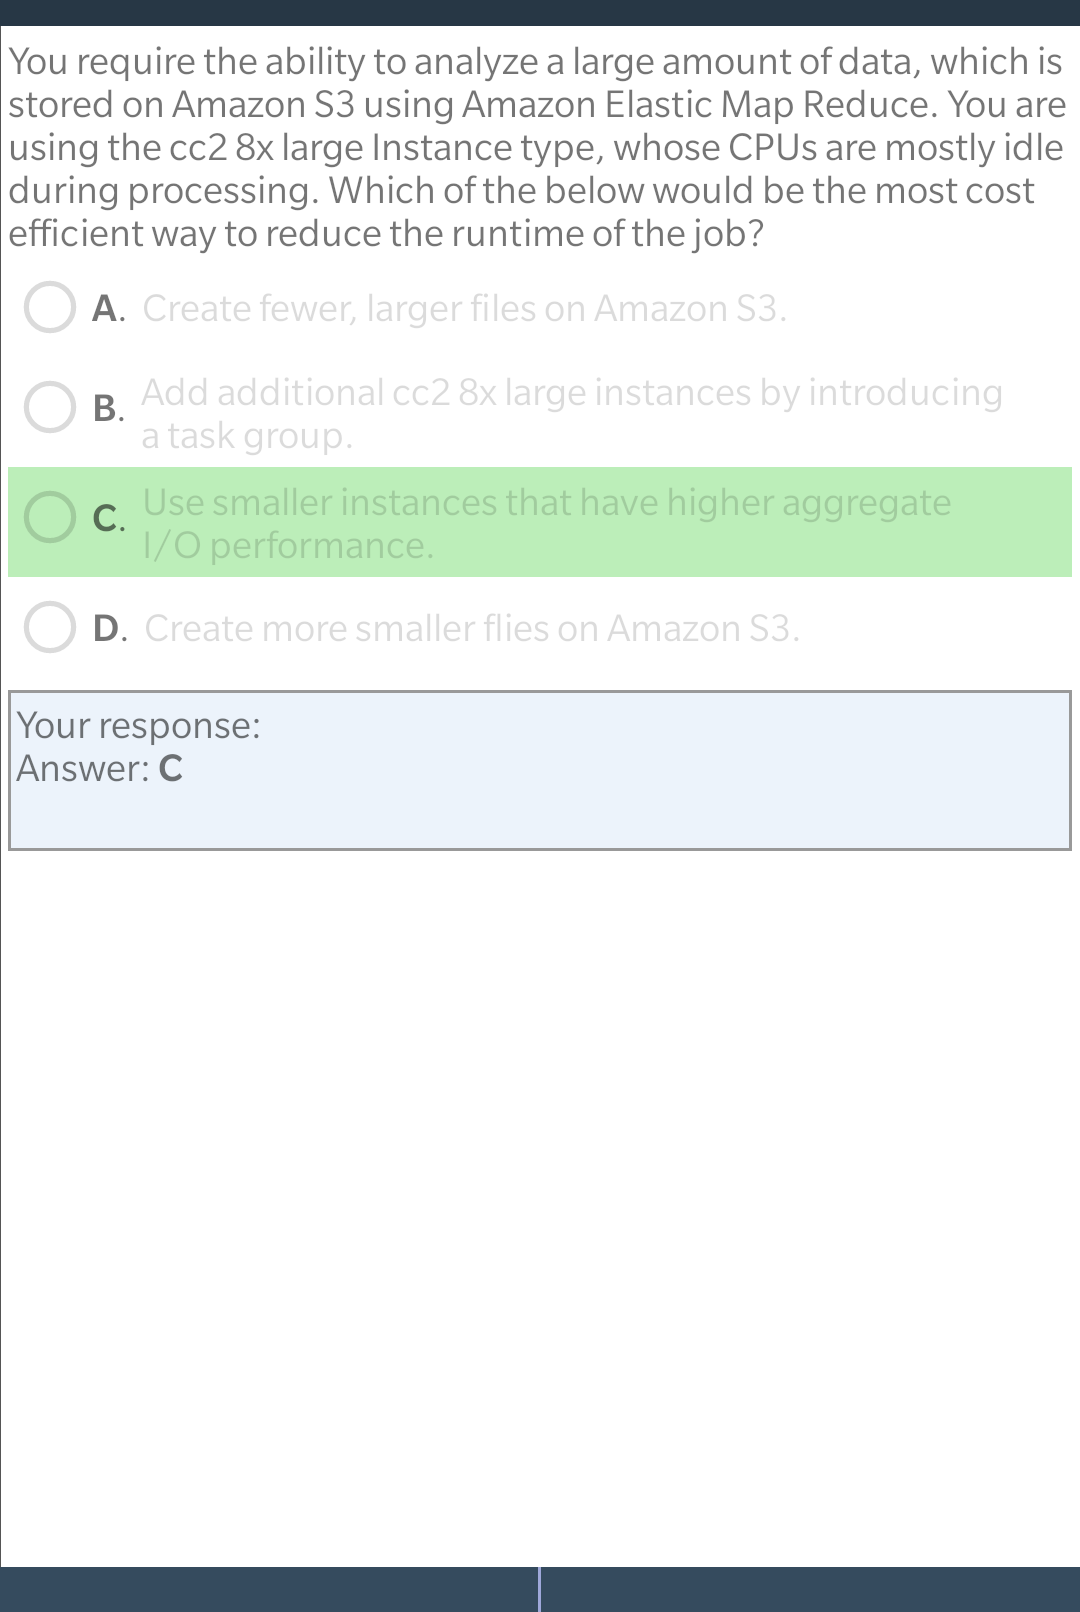 You require the ability to analyze a large amount of data, which is
stored on Amazon S3 using Amazon Elastic Map Reduce. You are
using the cc2 8x large Instance type, whose CPUs are mostly idle
during processing. Which of the below would be the most cost
efficient way to reduce the runtime of the job?
A. Create fewer, larger files on Amazon S3.
B. Add additional cc2 8x large instances by introducing
a task group.
C. Use smaller instances that have higher aggregate
I/O performance.
D. Create more smaller flies on Amazon S3.
Your response:
Answer: C